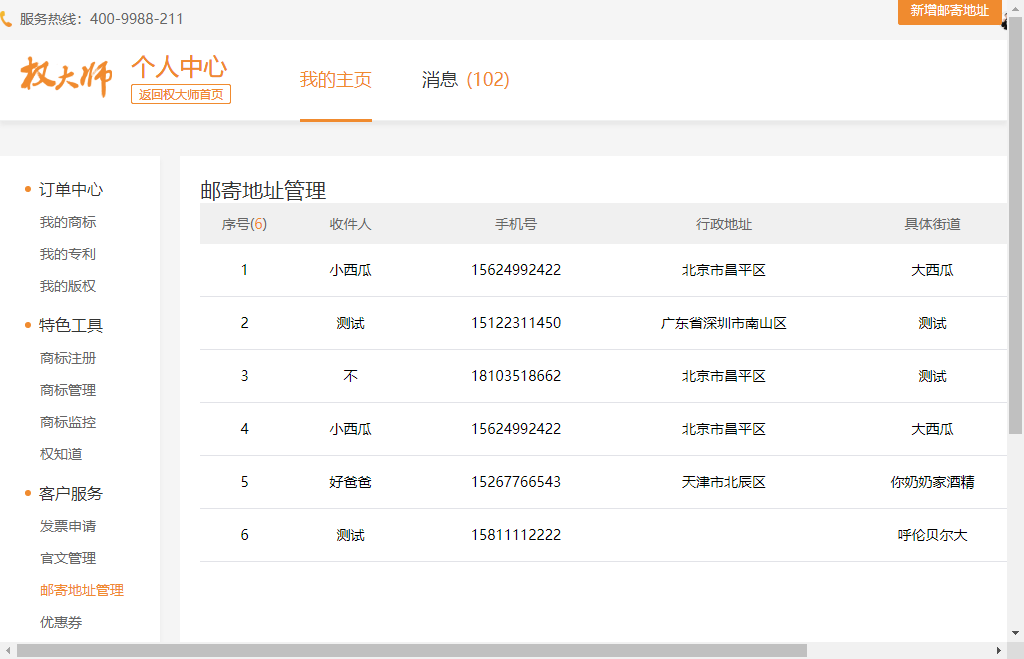 服务热线：400-9988-211
新增邮寄地址
权大师
个人中心
返回权大师首页
我的主页
消息 (102)
订单中心
我的商标
我的专利
我的版权
特色工具
商标注册
商标管理
商标监控
权知道
客户服务
发票申请
官文管理
邮寄地址管理
优惠券
邮寄地址管理
序号(6) 收件人 手机号 行政地址 具体街道
1 小西瓜 15624992422 北京市昌平区 大西瓜
2 测试 15122311450 广东省深圳市南山区 测试
3 不 18103518662 北京市昌平区 测试
4 小西瓜 15624992422 北京市昌平区 大西瓜
5 好爸爸 15267766543 天津市北辰区 你奶奶家酒精
6 测试 15811112222 呼伦贝尔大